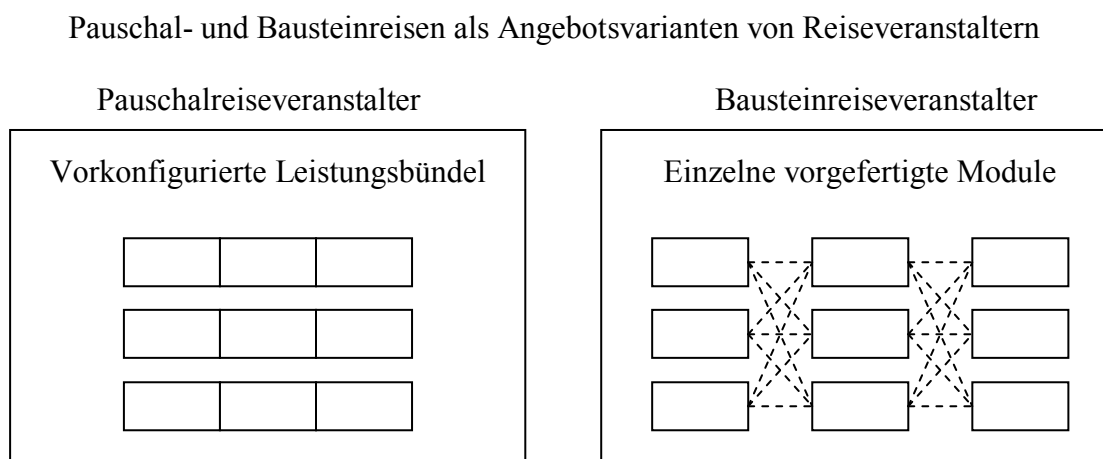 Pauschal- und Bausteinreisen als Angebotsvarianten von Reiseveranstaltern
Pauschalreiseveranstalter
Bausteinreiseveranstalter
Vorkonfigurierte Leistungsbündel
Einzelne vorgefertigte Module